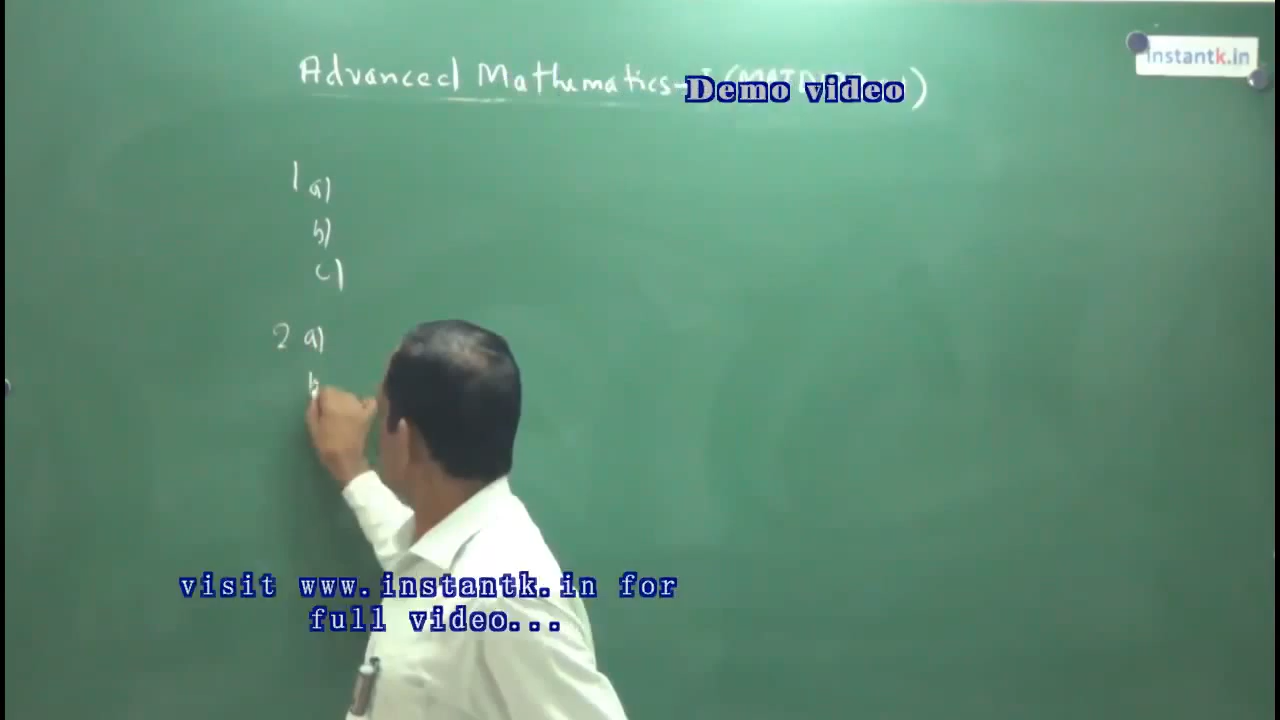 Advanced Mathematics-
Demo video
)
instantk.in
1 a)
b)
c)
2 a)
b
visit www.instantk.in for
full video...